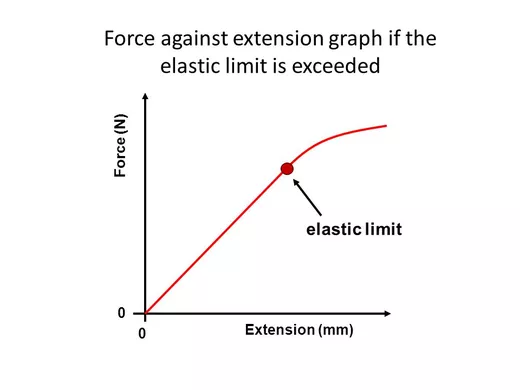 Force against extension graph if the
elastic limit is exceeded
Force (N)
elastic limit
0
0
Extension (mm)